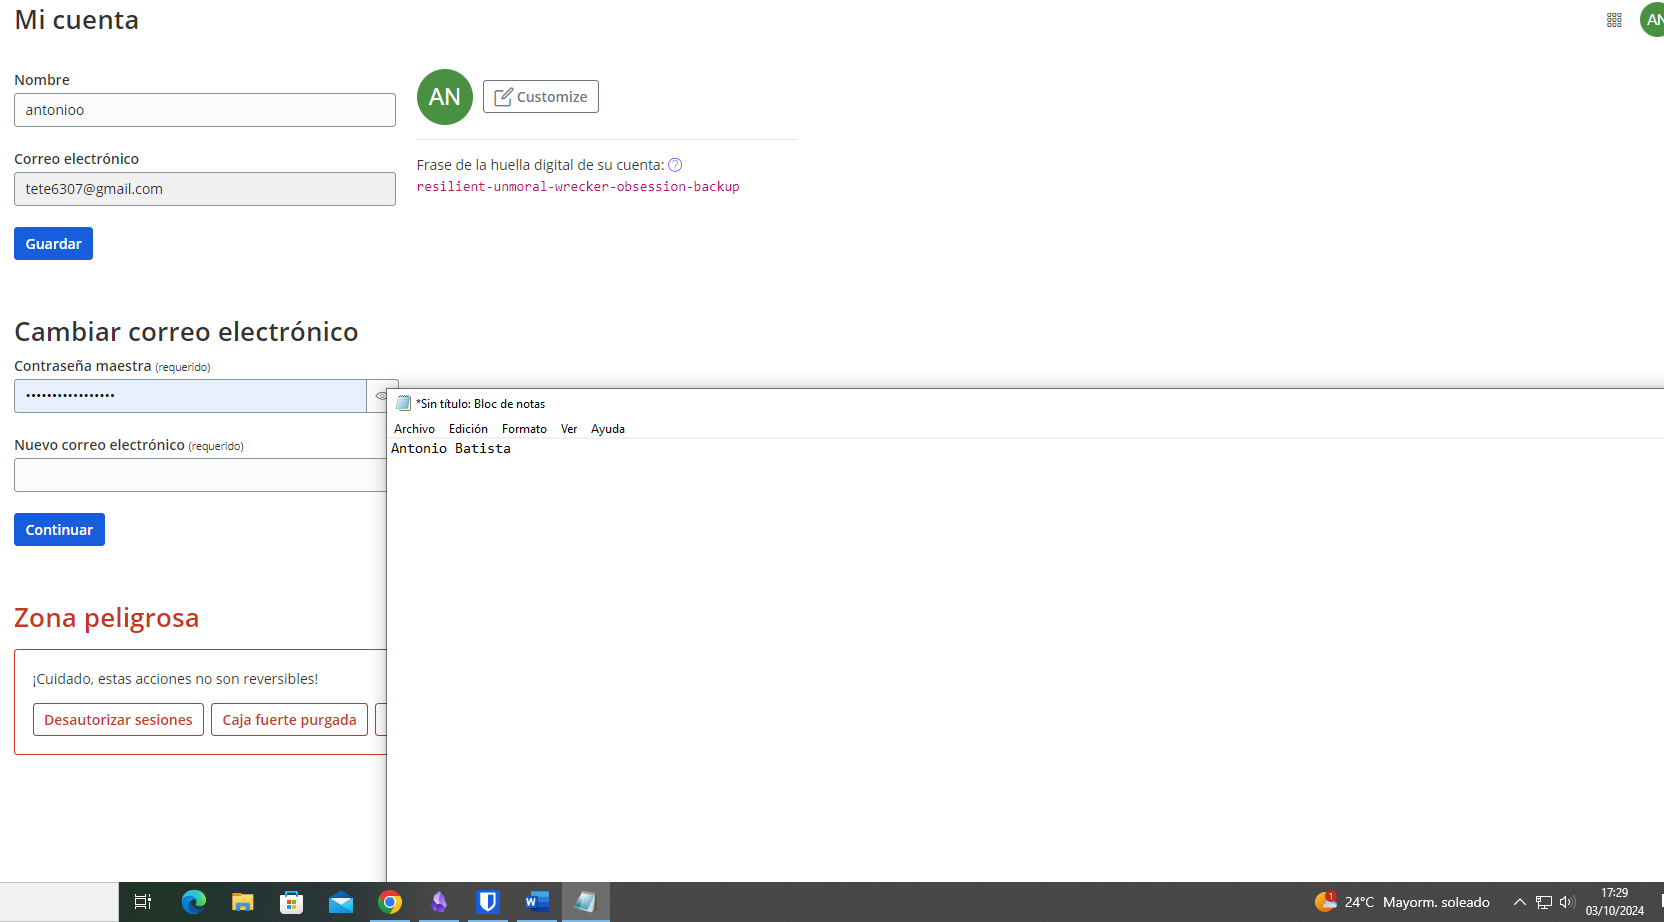 Mi cuenta
AN
Nombre
antonioo
AN
Customize
Correo electrónico
tete6307@gmail.com
Frase de la huella digital de su cuenta:
resilient-unmoral-wrecker-obsession-backup
Guardar
Cambiar correo electrónico
Contraseña maestra (requerido)
•••••••••••••••••
Nuevo correo electrónico (requerido)
Continuar
Zona peligrosa
¡Cuidado, estas acciones no son reversibles!
Desautorizar sesiones
Caja fuerte purgada
*Sin título: Bloc de notas
Archivo Edición Formato Ver Ayuda
Antonio Batista
1
24°C Mayorm. soleado
17:29
03/10/2024